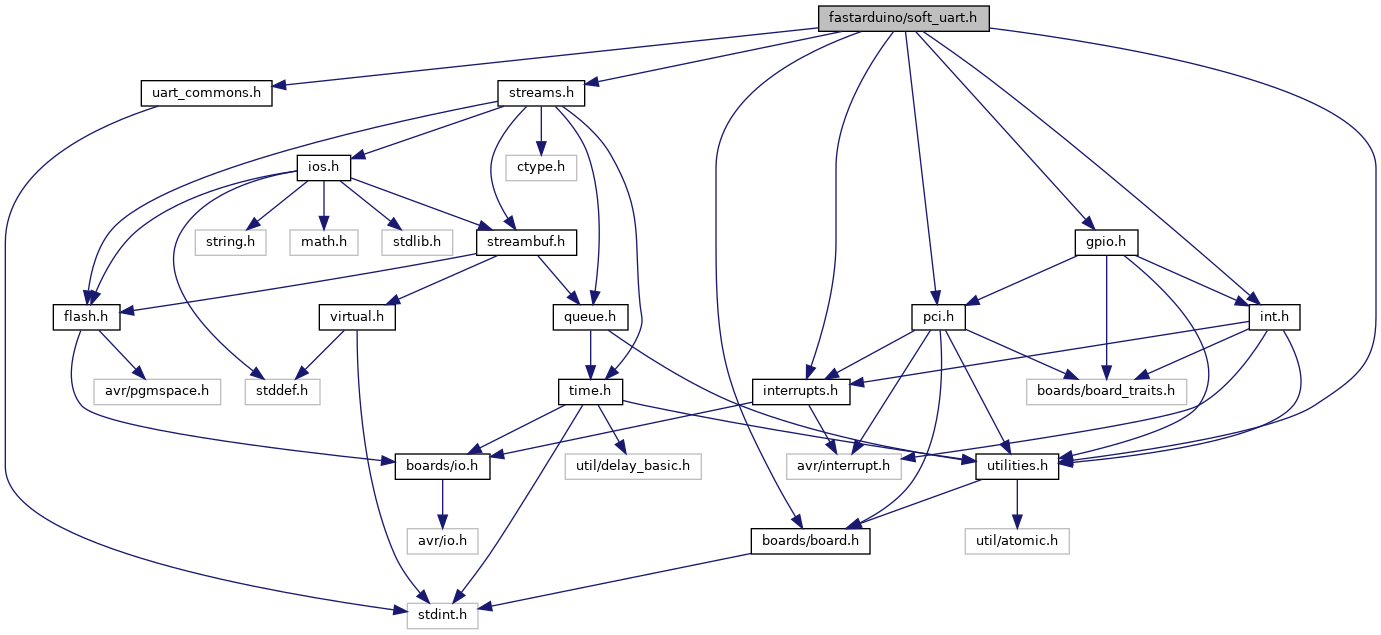 fastarduino/soft_uart.h
uart_commons.h
streams.h
ios.h
ctype.h
string.h
math.h
stdlib.h
streambuf.h
gpio.h
flash.h
virtual.h
queue.h
pci.h
int.h
avr/pgmspace.h
stddef.h
time.h
interrupts.h
boards/board_traits.h
boards/io.h
util/delay_basic.h
avr/interrupt.h
utilities.h
avr/io.h
boards/board.h
util/atomic.h
stdint.h